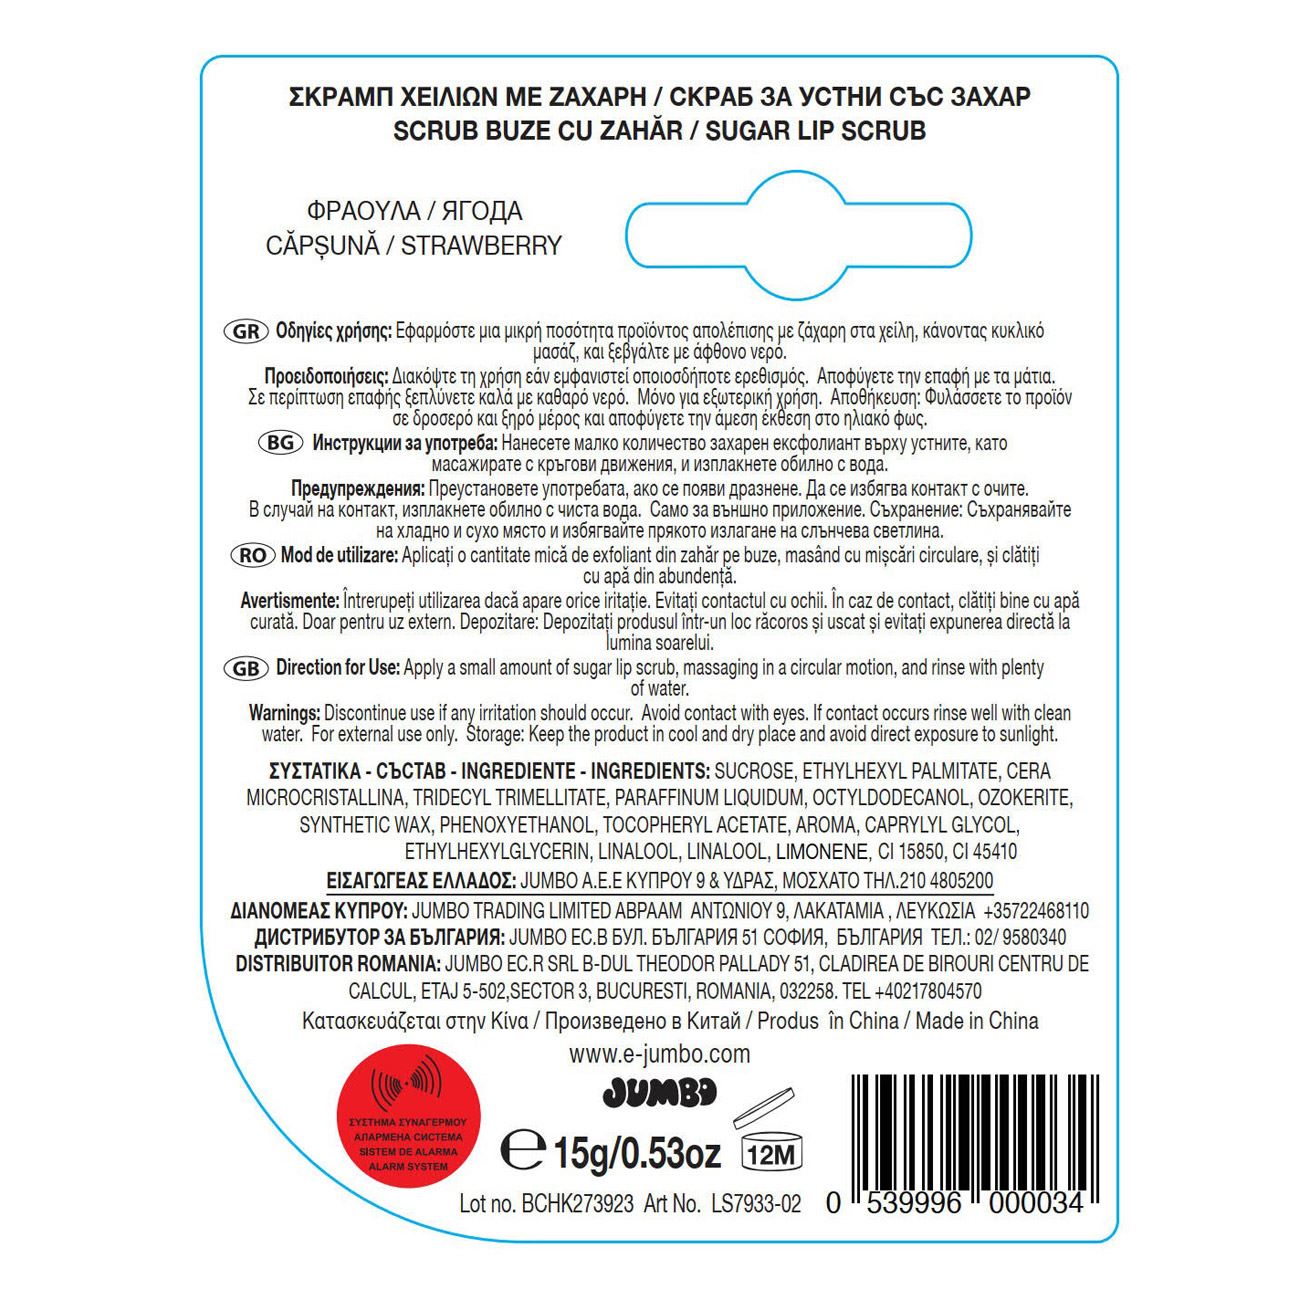 ΣΚΡΑΜΠ ΧΕΙΛΙΩΝ ΜΕ ΖΑΧΑΡΗ / СКРАБ ЗА УСТНИ СЪС ЗАХАР
SCRUB BUZE CU ZAHĂR / SUGAR LIP SCRUB
ΦΡΑΟΥΛΑ / ЯГОДА
CĂPȘUNĂ / STRAWBERRY
GR Οδηγίες χρήσης: Εφαρμόστε μια μικρή ποσότητα προϊόντος απολέπισης με ζάχαρη στα χείλη, κάνοντας κυκλικό
μασάζ, και ξεβγάλτε με άφθονο νερό.
Προειδοποιήσεις: Διακόψτε τη χρήση εάν εμφανιστεί οποιοσδήποτε ερεθισμός. Αποφύγετε την επαφή με τα μάτια.
Σε περίπτωση επαφής ξεπλύνετε καλά με καθαρό νερό. Μόνο για εξωτερική χρήση. Αποθήκευση: Φυλάσσετε το προϊόν
σε δροσερό και ξηρό μέρος και αποφύγετε την άμεση έκθεση στο ηλιακό φως.
BG Инструкции за употреба: Нанесете малко количество захарен ексфолиант върху устните, като
масажирате с кръгови движения, и изплакнете обилно с вода.
Предупреждения: Преустановете употребата, ако се появи дразнене. Да се избягва контакт с очите.
В случай на контакт, изплакнете обилно с чиста вода. Само за външно приложение. Съхранение: Съхранявайте
на хладно и сухо място и избягвайте прякото излагане на слънчева светлина.
RO Mod de utilizare: Aplicați o cantitate mică de exfoliant din zahăr pe buze, masând cu mișcări circulare, și clătiți
cu apă din abundență.
Avertismente: Întrerupeți utilizarea dacă apare orice iritație. Evitați contactul cu ochii. În caz de contact, clătiți bine cu apă
curată. Doar pentru uz extern. Depozitare: Depozitați produsul într-un loc răcoros și uscat și evitați expunerea directă la
lumina soarelui.
GB Direction for Use: Apply a small amount of sugar lip scrub, massaging in a circular motion, and rinse with plenty
of water.
Warnings: Discontinue use if any irritation should occur. Avoid contact with eyes. If contact occurs rinse well with clean
water. For external use only. Storage: Keep the product in cool and dry place and avoid direct exposure to sunlight.
ΣΥΣΤΑΤΙΚΑ - СЪСТАВ - INGREDIENTE - INGREDIENTS: SUCROSE, ETHYLHEXYL PALMITATE, CERA
MICROCRISTALLINA, TRIDECYL TRIMELLITATE, PARAFFINUM LIQUIDUM, OCTYLDODECANOL, OZOKERITE,
SYNTHETIC WAX, PHENOXYETHANOL, TOCOPHERYL ACETATE, AROMA, CAPRYLYL GLYCOL,
ETHYLHEXYLGLYCERIN, LINALOOL, LINALOOL, LIMONENE, CI 15850, CI 45410
ΕΙΣΑΓΩΓΕΑΣ ΕΛΛΑΔΟΣ: JUMBO Α.Ε.Ε ΚΥΠΡΟΥ 9 & ΥΔΡΑΣ, ΜΟΣΧΑΤΟ ΤΗΛ.210 4805200
ΔΙΑΝΟΜΕΑΣ ΚΥΠΡΟΥ: JUMBO TRADING LIMITED ΑΒΡΑΑΜ ΑΝΤΩΝΙΟΥ 9, ΛΑΚΑΤΑΜΙΑ , ΛΕΥΚΩΣΙΑ +35722468110
ДИСТРИБУТОР ЗА БЪЛГАРИЯ: JUMBO EC.B БУЛ. БЪЛГАРИЯ 51 СОФИЯ, БЪЛГАРИЯ ТЕЛ.: 02/ 9580340
DISTRIBUITOR ROMANIA: JUMBO EC.R SRL B-DUL THEODOR PALLADY 51, CLADIREA DE BIROURI CENTRU DE
CALCUL, ETAJ 5-502,SECTOR 3, BUCURESTI, ROMANIA, 032258. TEL +40217804570
Κατασκευάζεται στην Κίνα / Произведено в Китай / Produs în China / Made in China
www.e-jumbo.com
JUMBO
ΣΥΣΤΗΜΑ ΣΥΝΑΓΕΡΜΟΥ
АЛАРМЕНА СИСТЕМА
SISTEM DE ALARMA
ALARM SYSTEM
℮ 15g/0.53oz
12M
Lot no. BCHK273923 Art No. LS7933-02
0 539996 000034